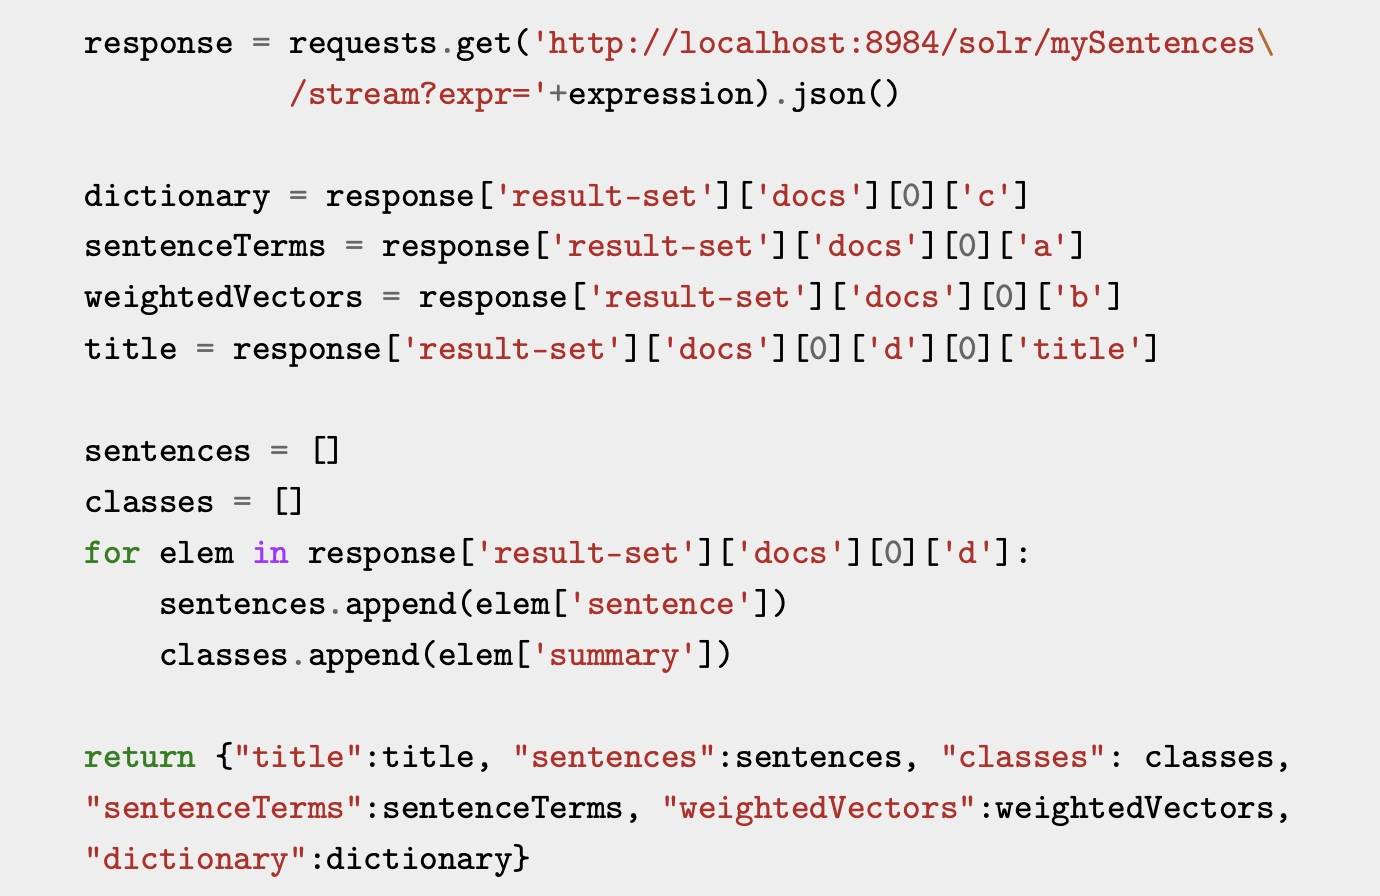 response = requests.get('http://localhost:8984/solr/mySentences\
           /stream?expr='+expression).json()

dictionary = response['result-set']['docs'][0]['c']
sentenceTerms = response['result-set']['docs'][0]['a']
weightedVectors = response['result-set']['docs'][0]['b']
title = response['result-set']['docs'][0]['d'][0]['title']

sentences = []
classes = []
for elem in response['result-set']['docs'][0]['d']:
    sentences.append(elem['sentence'])
    classes.append(elem['summary'])

return {"title":title, "sentences":sentences, "classes": classes,
"sentenceTerms":sentenceTerms, "weightedVectors":weightedVectors,
"dictionary":dictionary}